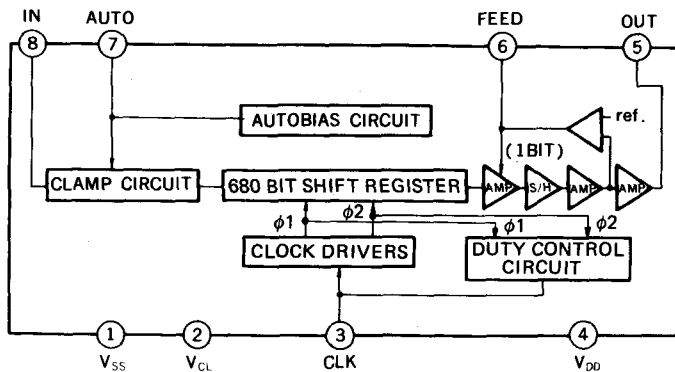 IN AUTO FEED OUT
8 7 6 5
ref.
AUTOBIAS CIRCUIT
(1BIT)
CLAMP CIRCUIT 680 BIT SHIFT REGISTER AMP S/H AMP AMP
ϕ1 ϕ2 ϕ1 ϕ2
CLOCK DRIVERS DUTY CONTROL
CIRCUIT
1 2 3 4
VSS VCL CLK VDD